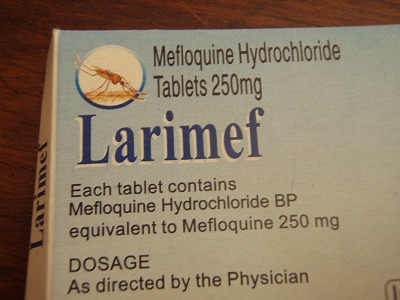 Mefloquine Hydrochloride
Tablets 250mg
Larimef
Each tablet contains
Mefloquine Hydrochloride BP
equivalent to Mefloquine 250 mg
DOSAGE
As directed by the Physician
Larimef